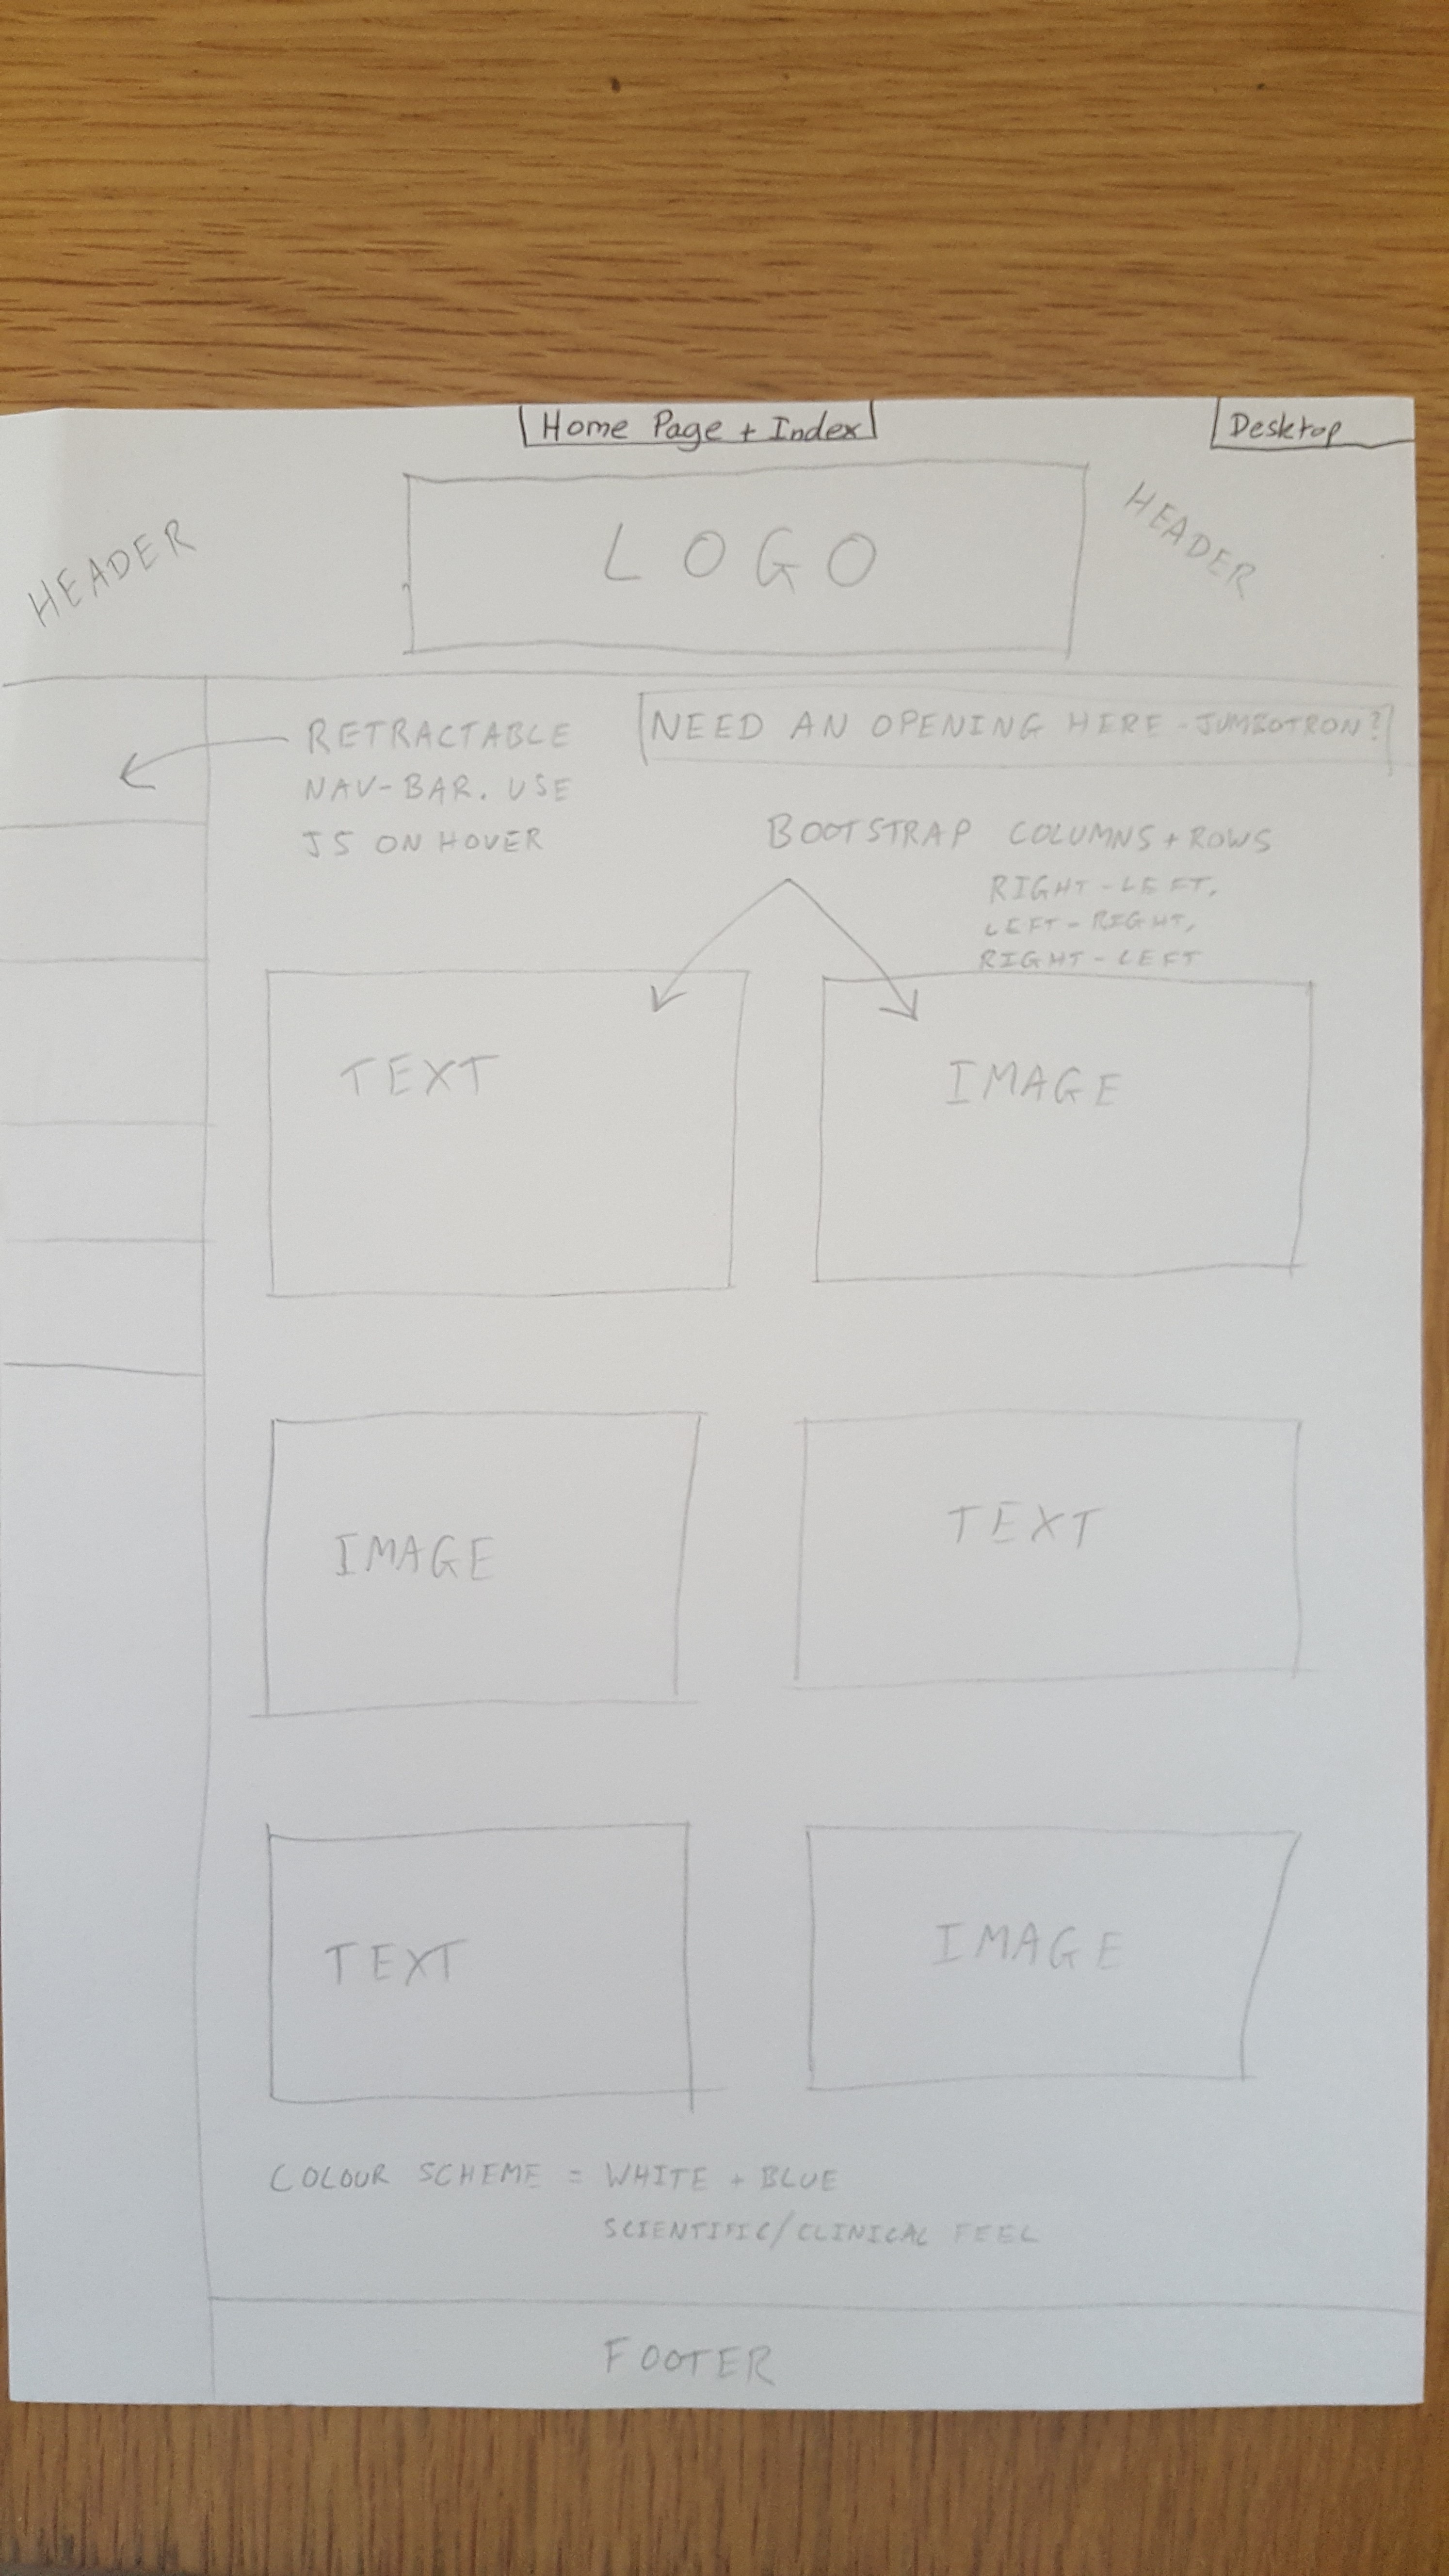 Home Page + Index
Desktop
HEADER
LOGO
HEADER
RETRACTABLE
NAV-BAR. USE
JS ON HOVER
NEED AN OPENING HERE - JUMBOTRON?
BOOTSTRAP COLUMNS + ROWS
RIGHT - LEFT,
LEFT - RIGHT,
RIGHT - LEFT
TEXT
IMAGE
IMAGE
TEXT
TEXT
IMAGE
COLOUR SCHEME = WHITE + BLUE
SCIENTIFIC/CLINICAL FEEL
FOOTER